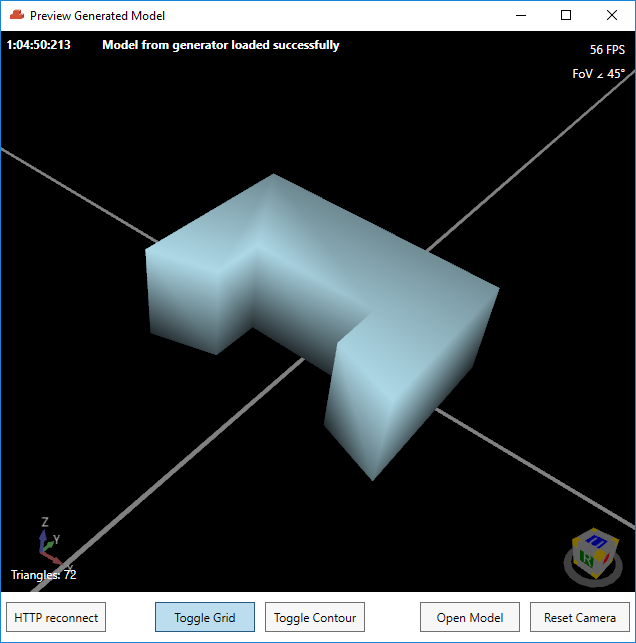 Preview Generated Model
1:04:50:213 Model from generator loaded successfully
56 FPS
FoV ∠ 45°
Z
Y
X
Triangles: 72
U
R
HTTP reconnect
Toggle Grid
Toggle Contour
Open Model
Reset Camera